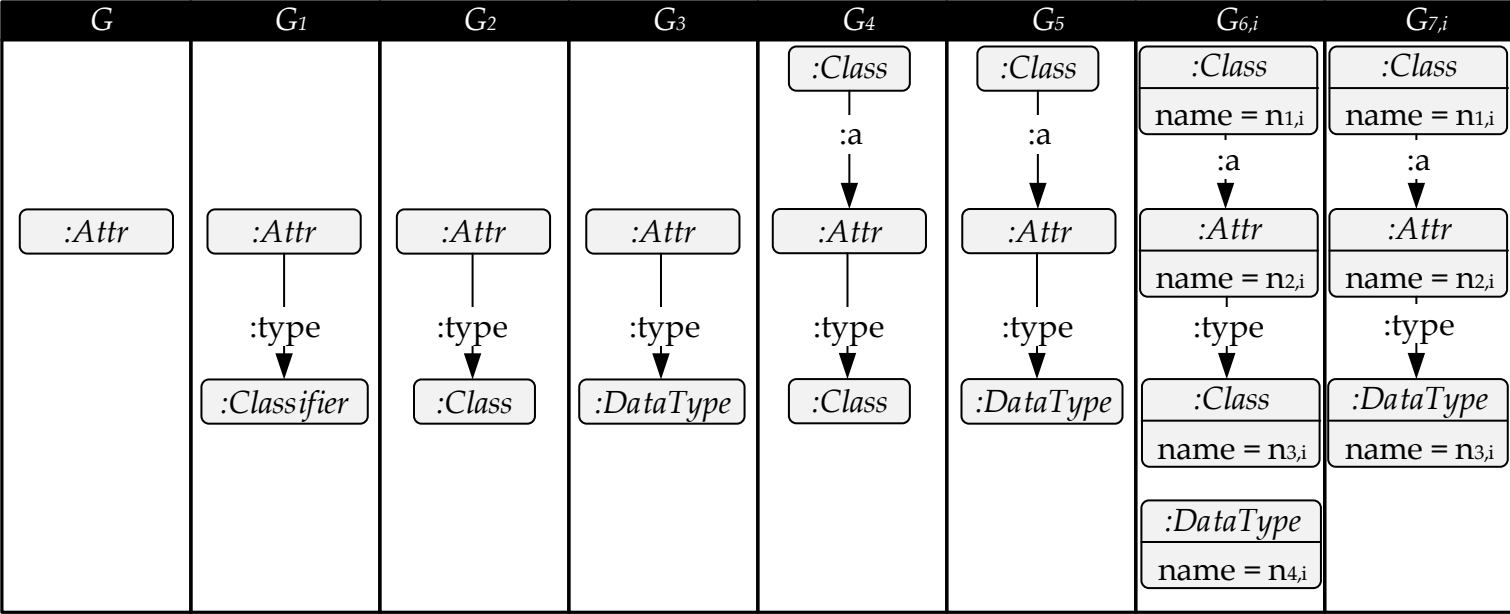 G G1 G2 G3 G4 G5 G6,i G7,i
:Class :Class :Class :Class
name = n1,i name = n1,i
:a :a :a :a
:Attr :Attr :Attr :Attr :Attr :Attr :Attr :Attr
name = n2,i name = n2,i
:type :type :type :type :type :type :type
:Classifier :Class :DataType :Class :DataType :Class :DataType
name = n3,i name = n3,i
:DataType
name = n4,i